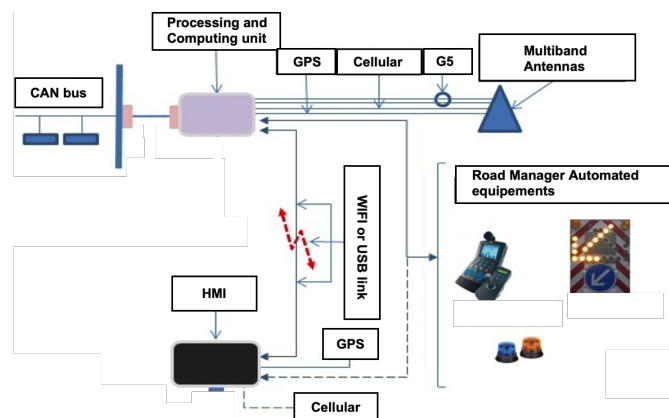 Processing and
Computing unit
GPS
Cellular
G5
Multiband
Antennas
CAN bus
Road Manager Automated
equipements
WIFI or USB link
HMI
GPS
Cellular